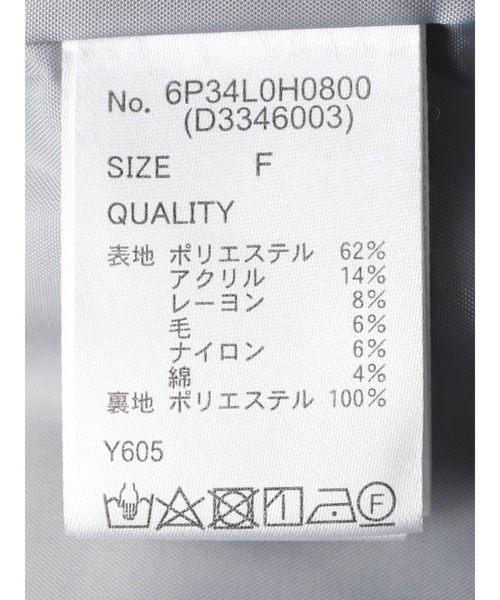 No. 6P34L0H0800
(D3346003)
SIZE F
QUALITY
表地 ポリエステル 62%
アクリル 14%
レーヨン 8%
毛 6%
ナイロン 6%
綿 4%
裏地 ポリエステル 100%
Y605
F